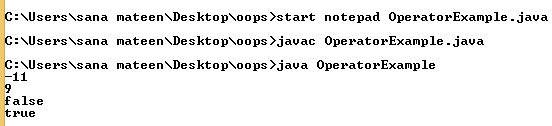 C:\Users\sana mateen\Desktop\oops>start notepad OperatorExample.java
C:\Users\sana mateen\Desktop\oops>javac OperatorExample.java
C:\Users\sana mateen\Desktop\oops>java OperatorExample
-11
9
false
true